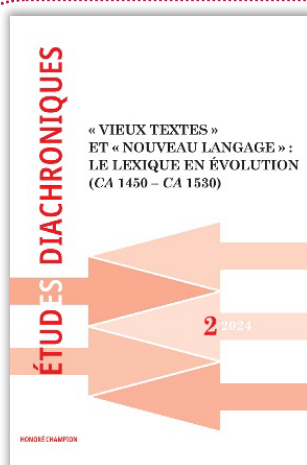 ÉTUDES DIACHRONIQUES
« VIEUX TEXTES »
ET « NOUVEAU LANGAGE » :
LE LEXIQUE EN ÉVOLUTION
(CA 1450 – CA 1530)
2 2024
HONORÉ CHAMPION